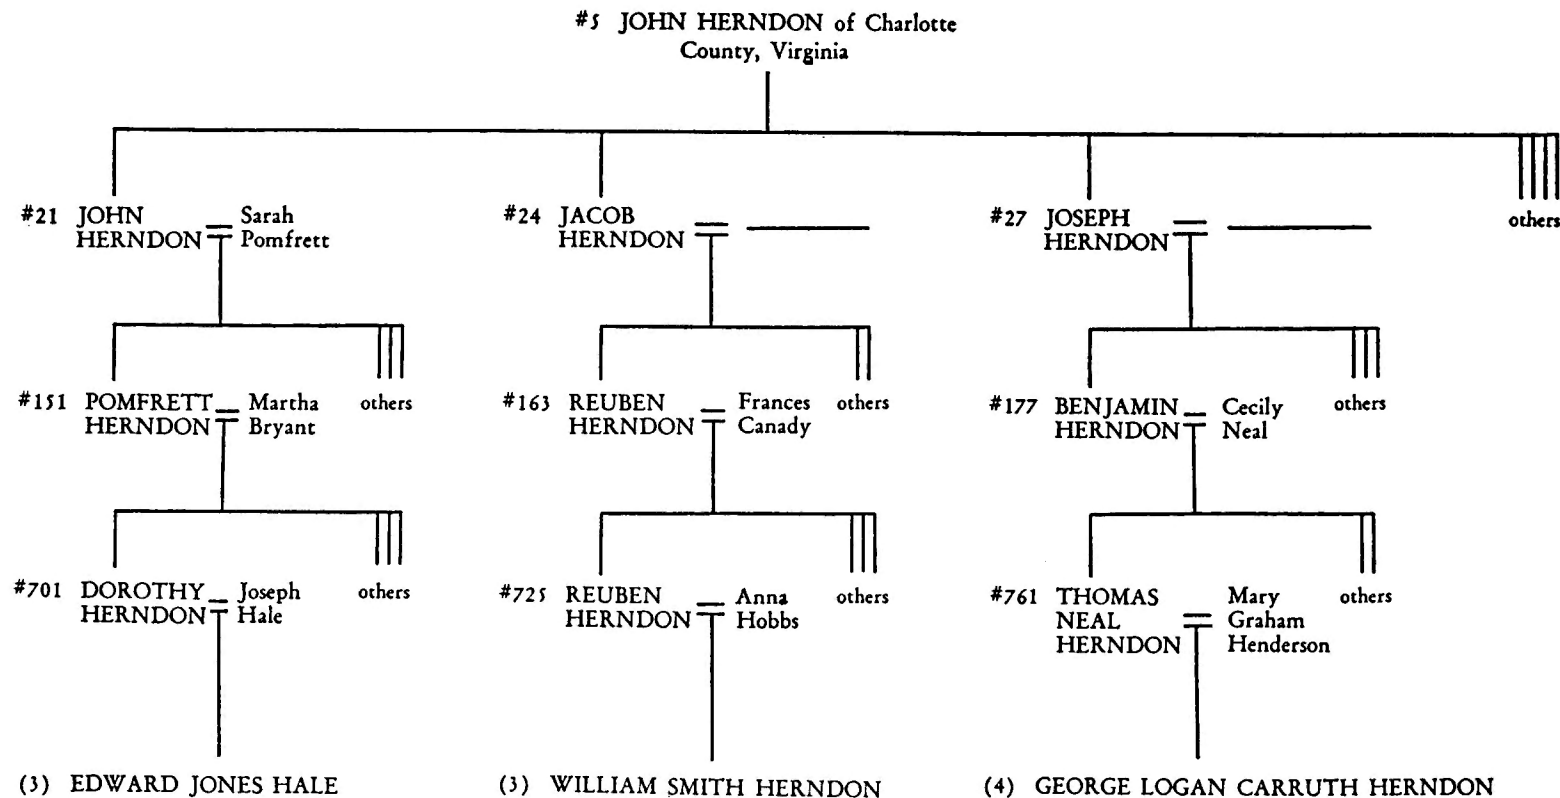 #5 JOHN HERNDON of Charlotte
County, Virginia
#21 JOHN
HERNDON
Sarah
Pomfrett
#24 JACOB
HERNDON
#27 JOSEPH
HERNDON
others
#151 POMFRETT
HERNDON
Martha
Bryant
others
#163 REUBEN
HERNDON
Frances
Canady
others
#177 BENJAMIN
HERNDON
Cecily
Neal
others
#701 DOROTHY
HERNDON
Joseph
Hale
others
#725 REUBEN
HERNDON
Anna
Hobbs
others
#761 THOMAS
NEAL
HERNDON
Mary
Graham
Henderson
others
(3) EDWARD JONES HALE
(3) WILLIAM SMITH HERNDON
(4) GEORGE LOGAN CARRUTH HERNDON